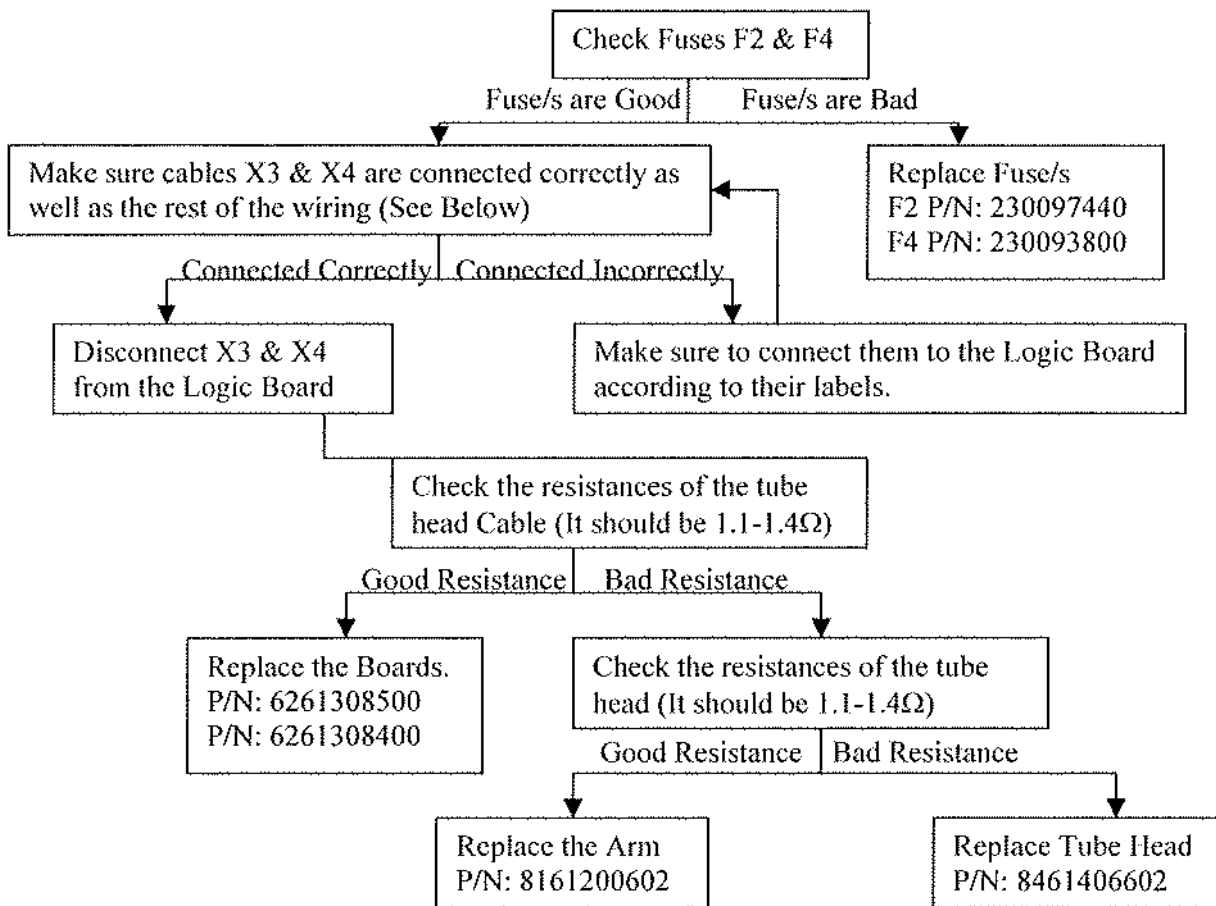 Check Fuses F2 & F4
Fuse/s are Good
Fuse/s are Bad
Make sure cables X3 & X4 are connected correctly as
well as the rest of the wiring (See Below)
Replace Fuse/s
F2 P/N: 230097440
F4 P/N: 230093800
Connected Correctly
Connected Incorrectly
Disconnect X3 & X4
from the Logic Board
Make sure to connect them to the Logic Board
according to their labels.
Check the resistances of the tube
head Cable (It should be 1.1-1.4Ω)
Good Resistance
Bad Resistance
Replace the Boards.
P/N: 6261308500
P/N: 6261308400
Check the resistances of the tube
head (It should be 1.1-1.4Ω)
Good Resistance
Bad Resistance
Replace the Arm
P/N: 8161200602
Replace Tube Head
P/N: 8461406602